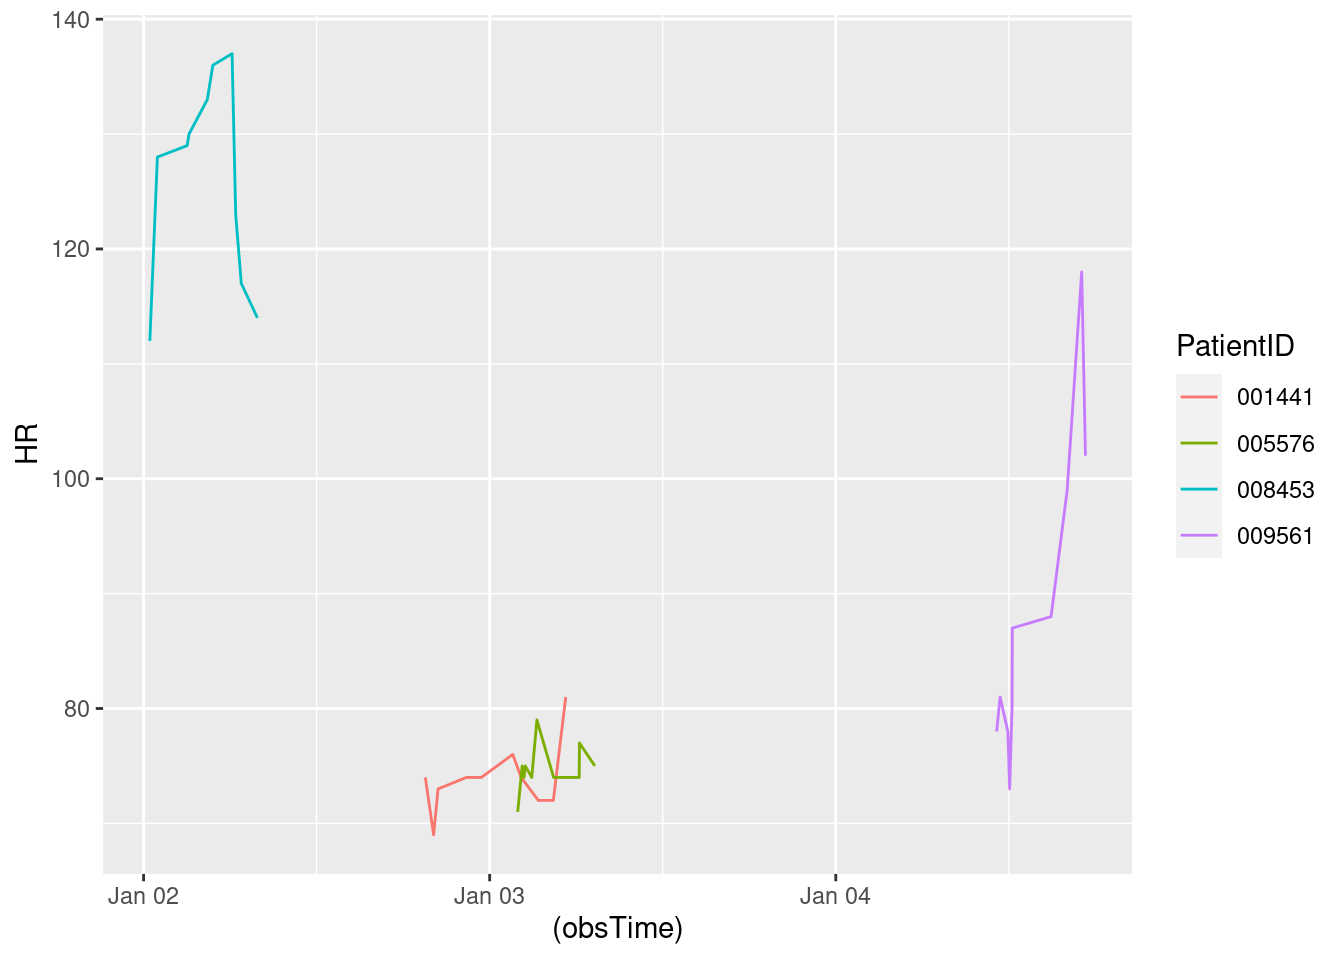 140
120
100
80
HR
Jan 02
Jan 03
Jan 04
(obsTime)
PatientID
001441
005576
008453
009561